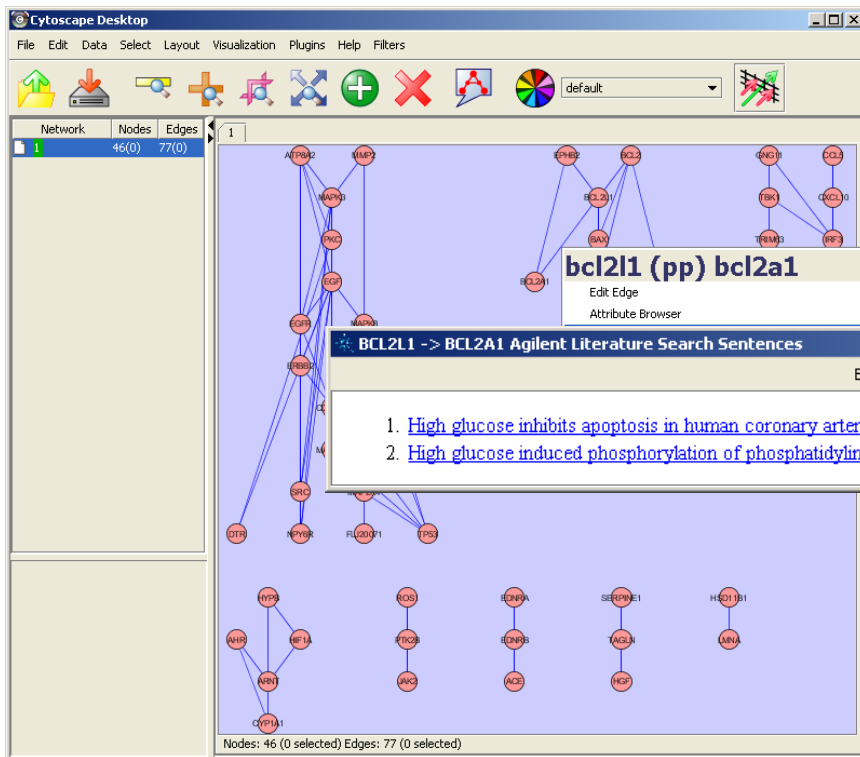 Cytoscape Desktop
File Edit Data Select Layout Visualization Plugins Help Filters
default
Network Nodes Edges
1 46(0) 77(0)
1
ATP8A2 MMP2 EPHB2 BCL2 GNG11 CCL5
MAPK3 BCL2L1 TBK1 CXCL10
PKC BAX TRIM63 IRF3
EGF BCL2A1
bcl2l1 (pp) bcl2a1
Edit Edge
Attribute Browser
EGFR MAPK8
BCL2L1 -> BCL2A1 Agilent Literature Search Sentences
ERBB2
E
1. High glucose inhibits apoptosis in human coronary arter
2. High glucose induced phosphorylation of phosphatidylin
SRC
DTR NPY6R FLJ20071 TP53
HYPB ROS1 EDNRA SERPINE1 HSD11B1
AHR HIF1A PTK2B EDNRB TAGLN LMNA
ARNT JAK2 ACE HGF
CYP1A1
Nodes: 46 (0 selected) Edges: 77 (0 selected)